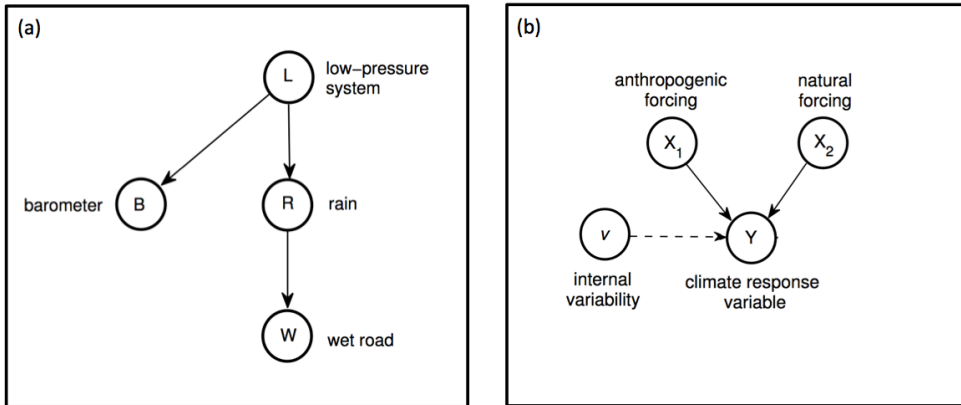 (a)
L
low–pressure
system
barometer
B
R
rain
W
wet road
(b)
anthropogenic
forcing
natural
forcing
X1
X2
v
Y
internal
variability
climate response
variable